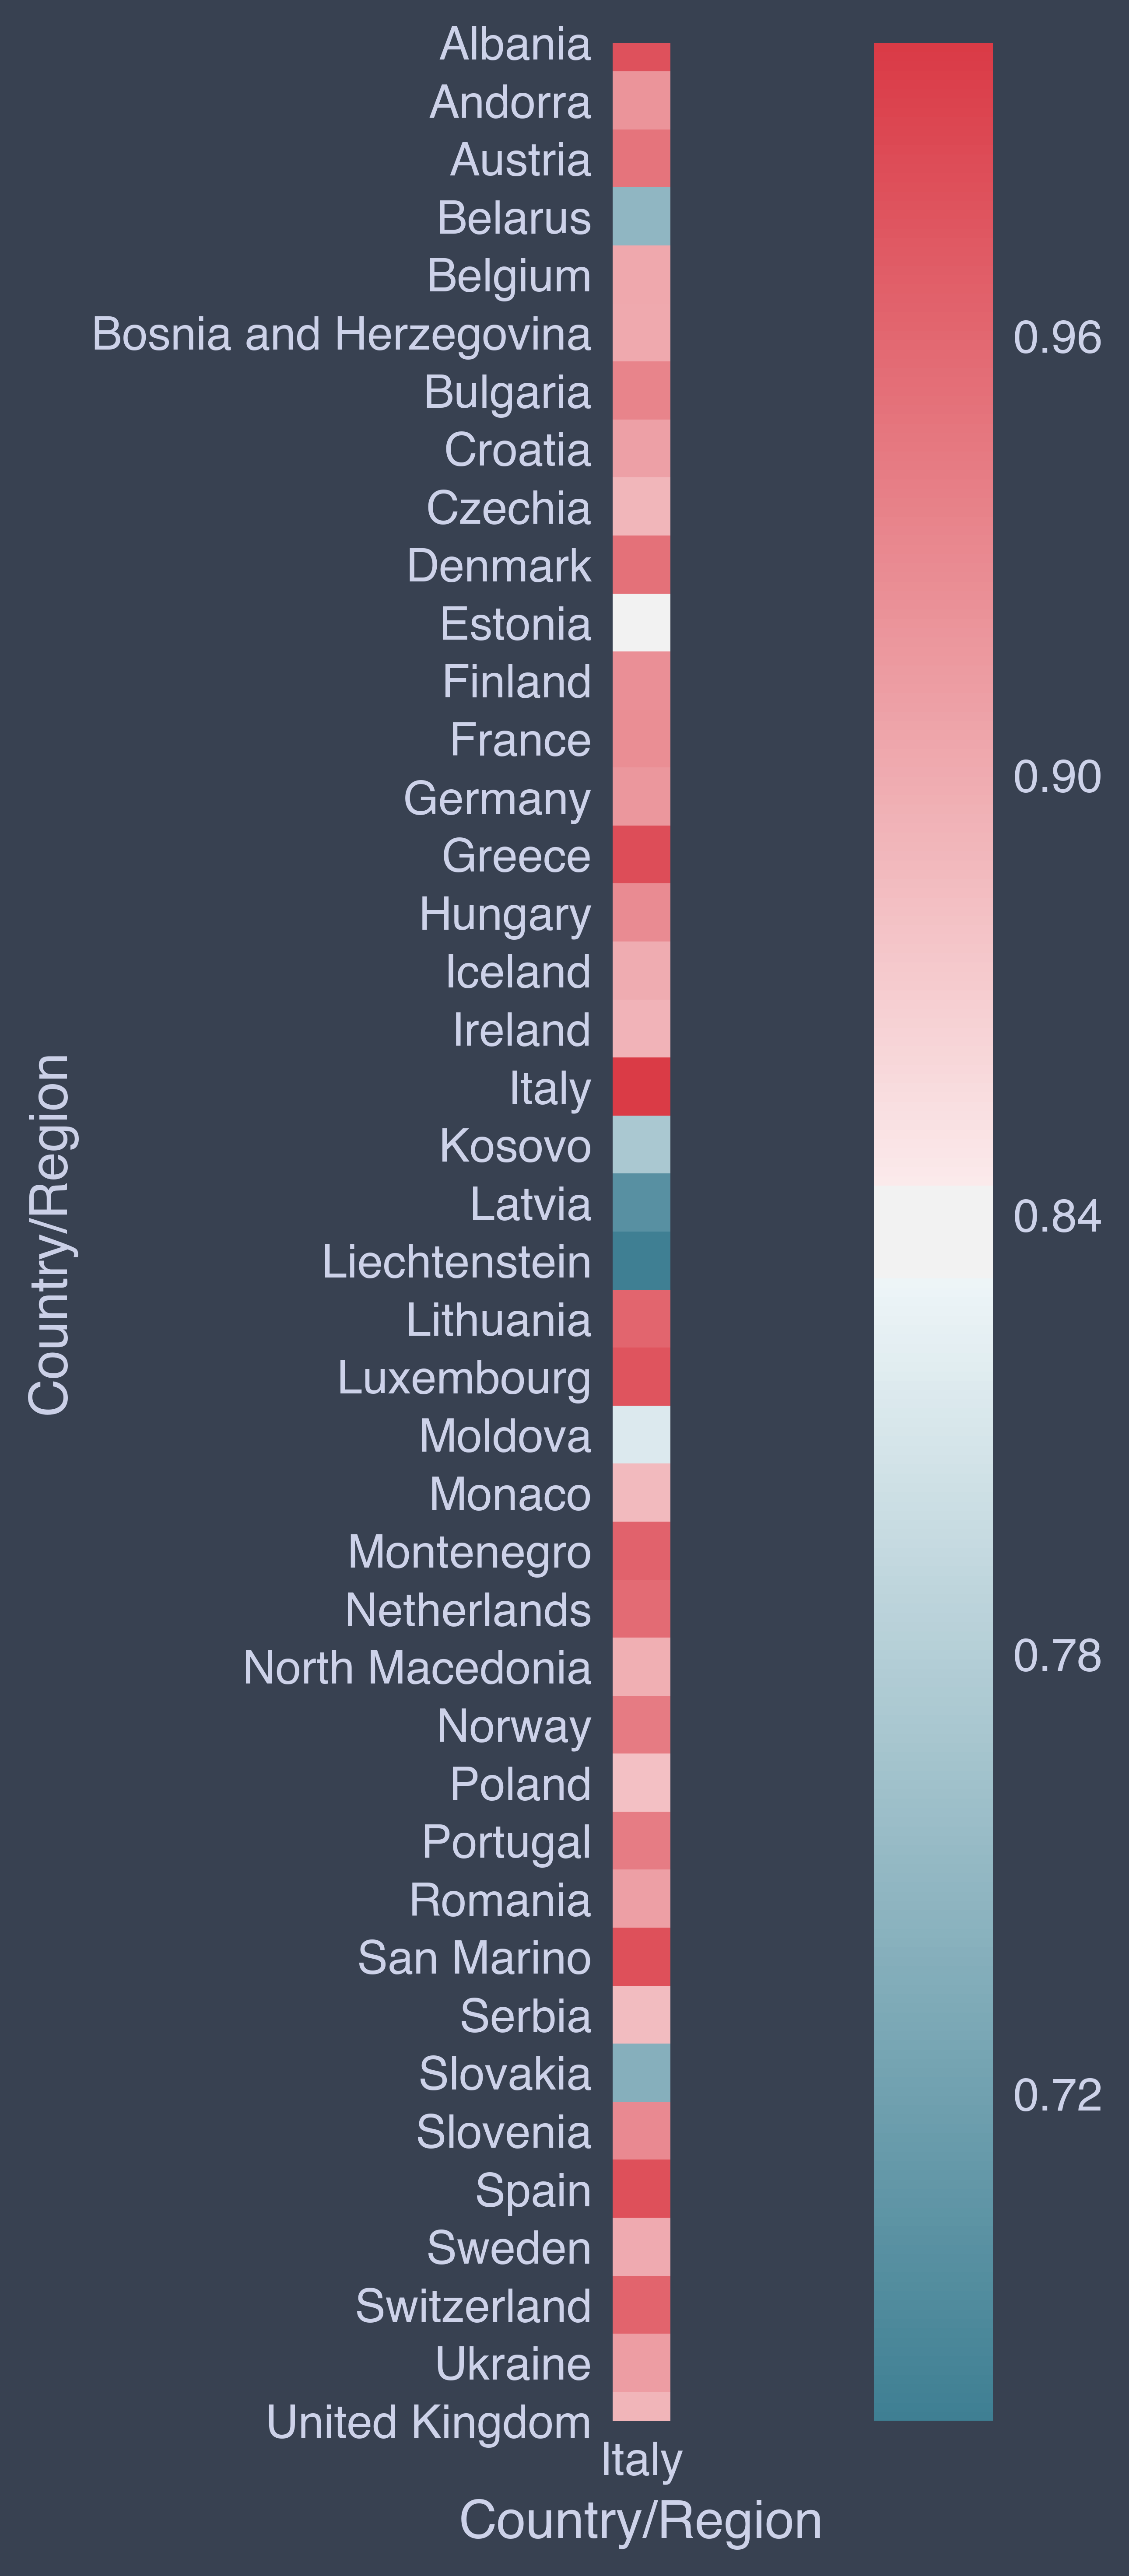 Albania
Andorra
Austria
Belarus
Belgium
Bosnia and Herzegovina
Bulgaria
Croatia
Czechia
Denmark
Estonia
Finland
France
Germany
Greece
Hungary
Iceland
Ireland
Italy
Kosovo
Latvia
Liechtenstein
Lithuania
Luxembourg
Moldova
Monaco
Montenegro
Netherlands
North Macedonia
Norway
Poland
Portugal
Romania
San Marino
Serbia
Slovakia
Slovenia
Spain
Sweden
Switzerland
Ukraine
United Kingdom
Country/Region
Italy
Country/Region
0.96
0.90
0.84
0.78
0.72